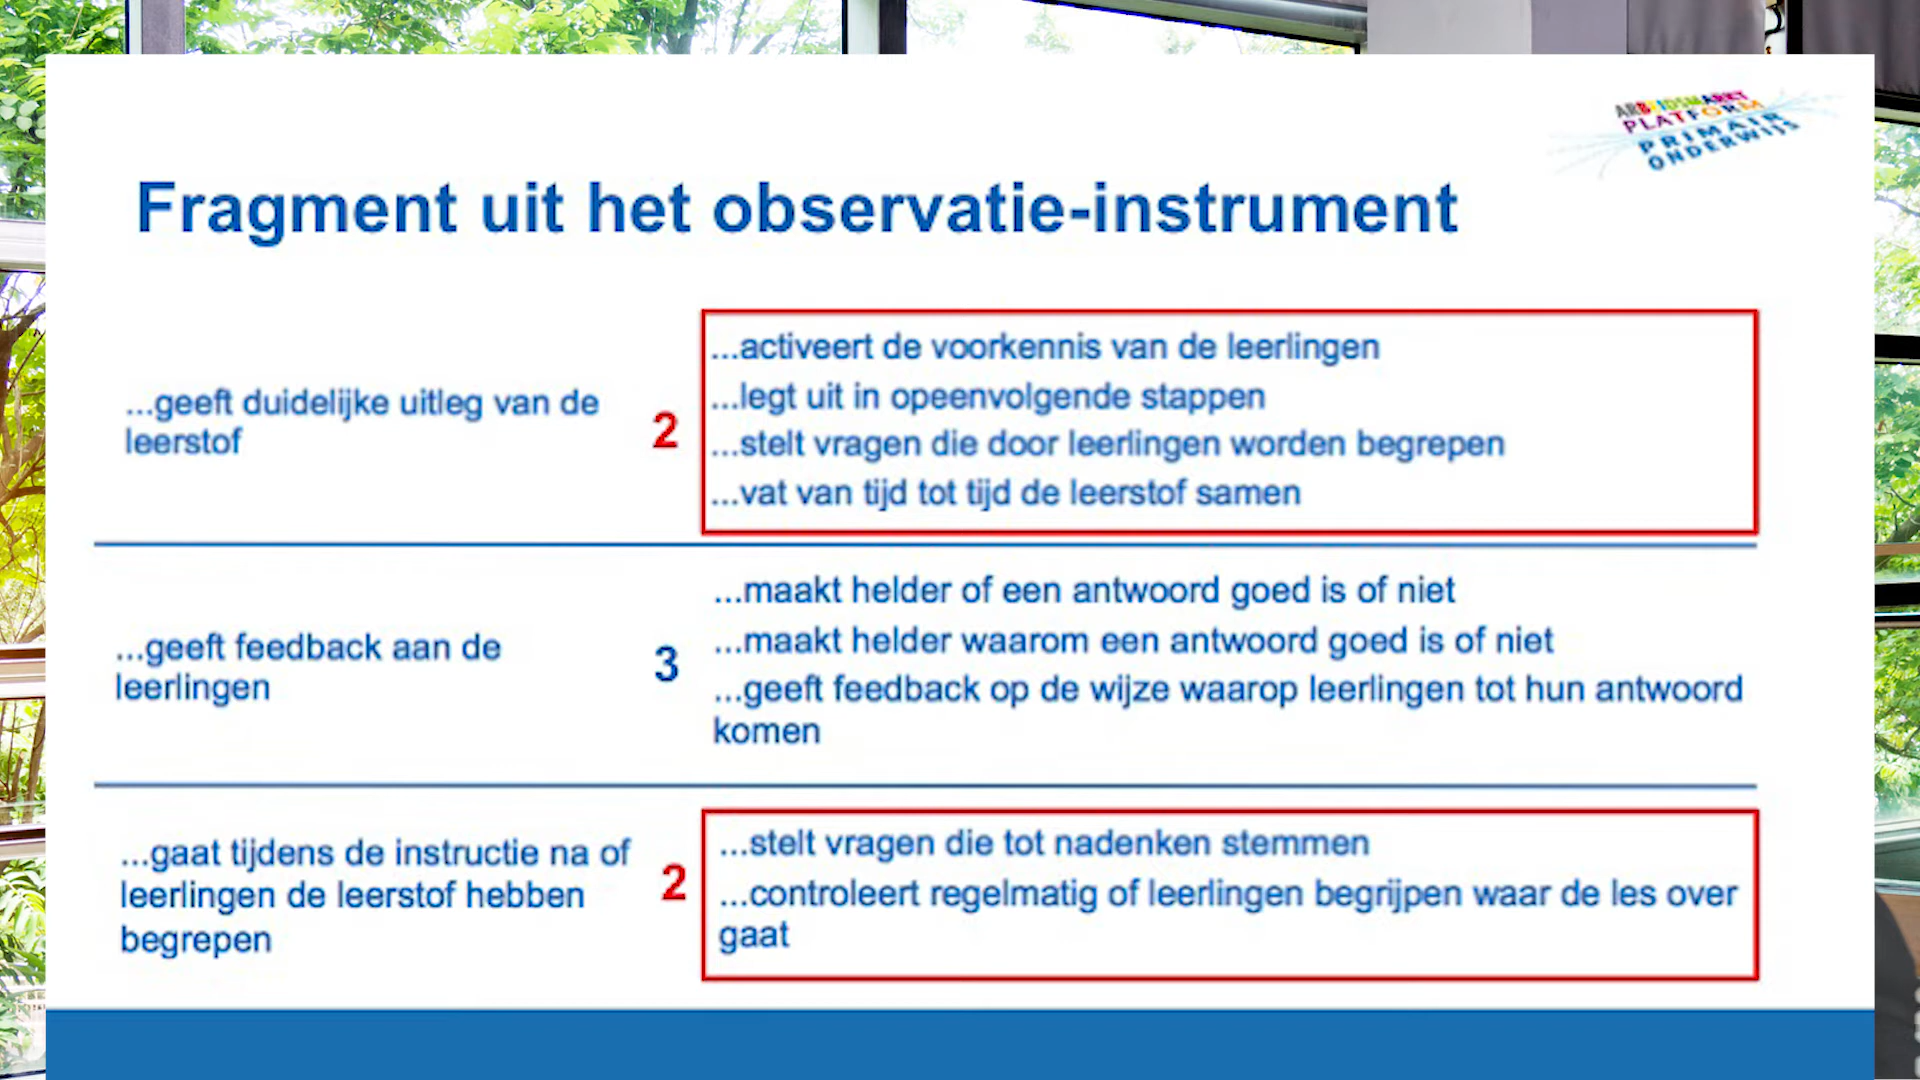 ARBEIDSMARKT
PLATFORM
PRIMAIR
ONDERWIJS
Fragment uit het observatie-instrument
...geeft duidelijke uitleg van de
leerstof
2
...activeert de voorkennis van de leerlingen
...legt uit in opeenvolgende stappen
...stelt vragen die door leerlingen worden begrepen
...vat van tijd tot tijd de leerstof samen
...geeft feedback aan de
leerlingen
3
...maakt helder of een antwoord goed is of niet
...maakt helder waarom een antwoord goed is of niet
...geeft feedback op de wijze waarop leerlingen tot hun antwoord
komen
...gaat tijdens de instructie na of
leerlingen de leerstof hebben
begrepen
2
...stelt vragen die tot nadenken stemmen
...controleert regelmatig of leerlingen begrijpen waar de les over
gaat